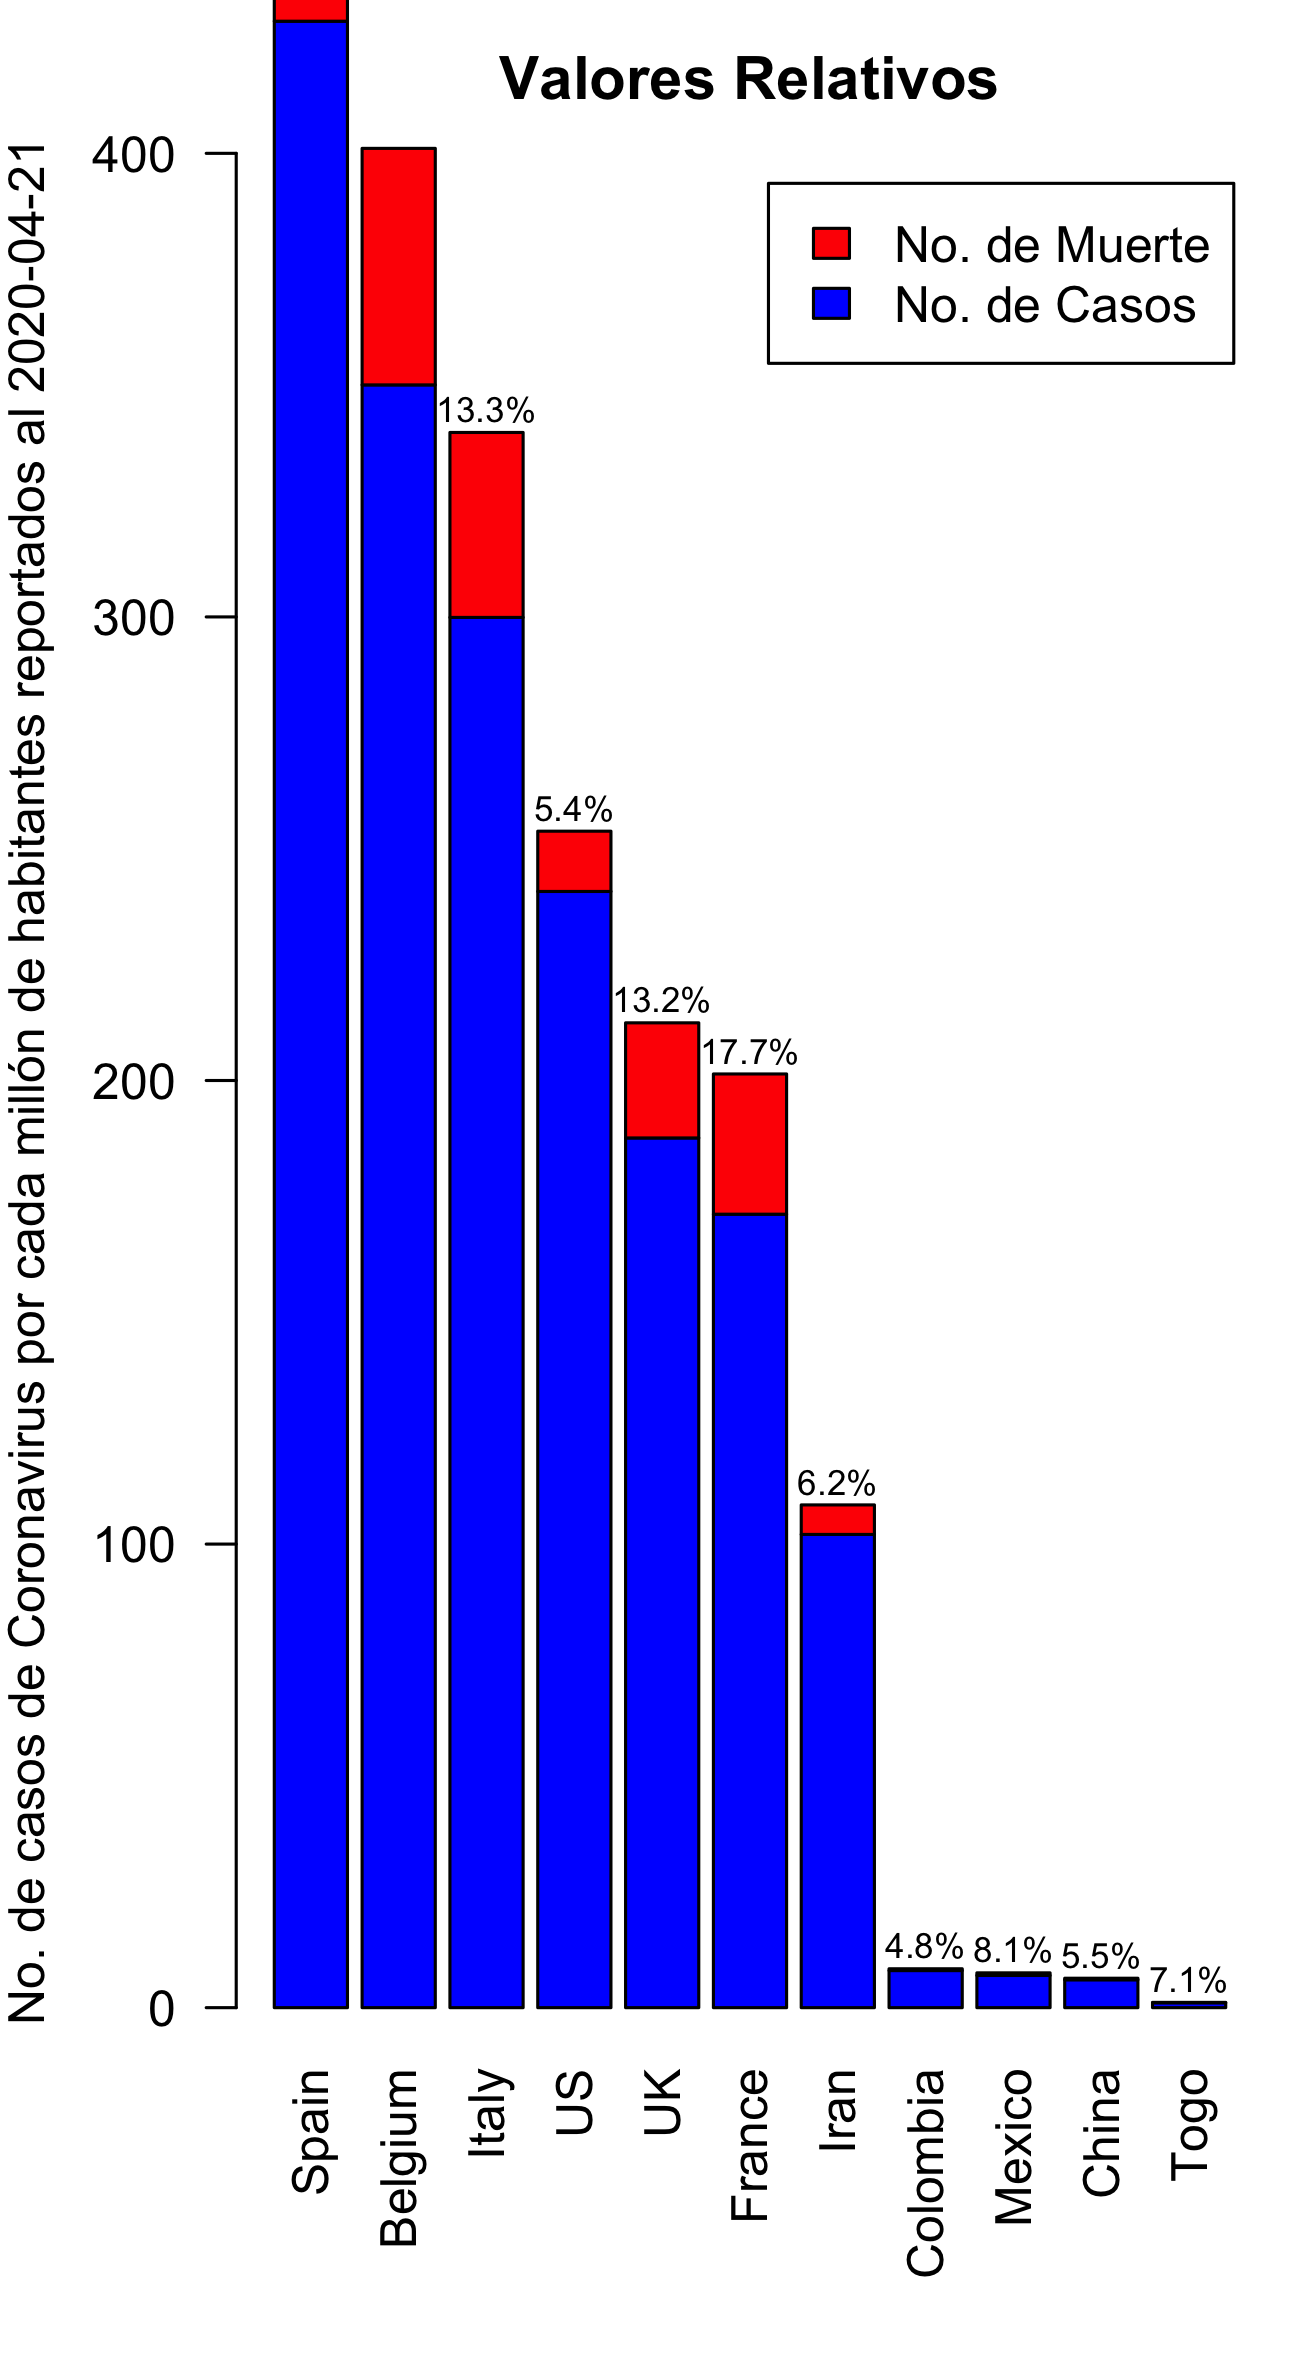 Valores Relativos
No. de casos de Coronavirus por cada millón de habitantes reportados al 2020-04-21
400
300
200
100
0
No. de Muerte
No. de Casos
13.3%
5.4%
13.2%
17.7%
6.2%
4.8%
8.1%
5.5%
7.1%
Spain
Belgium
Italy
US
UK
France
Iran
Colombia
Mexico
China
Togo